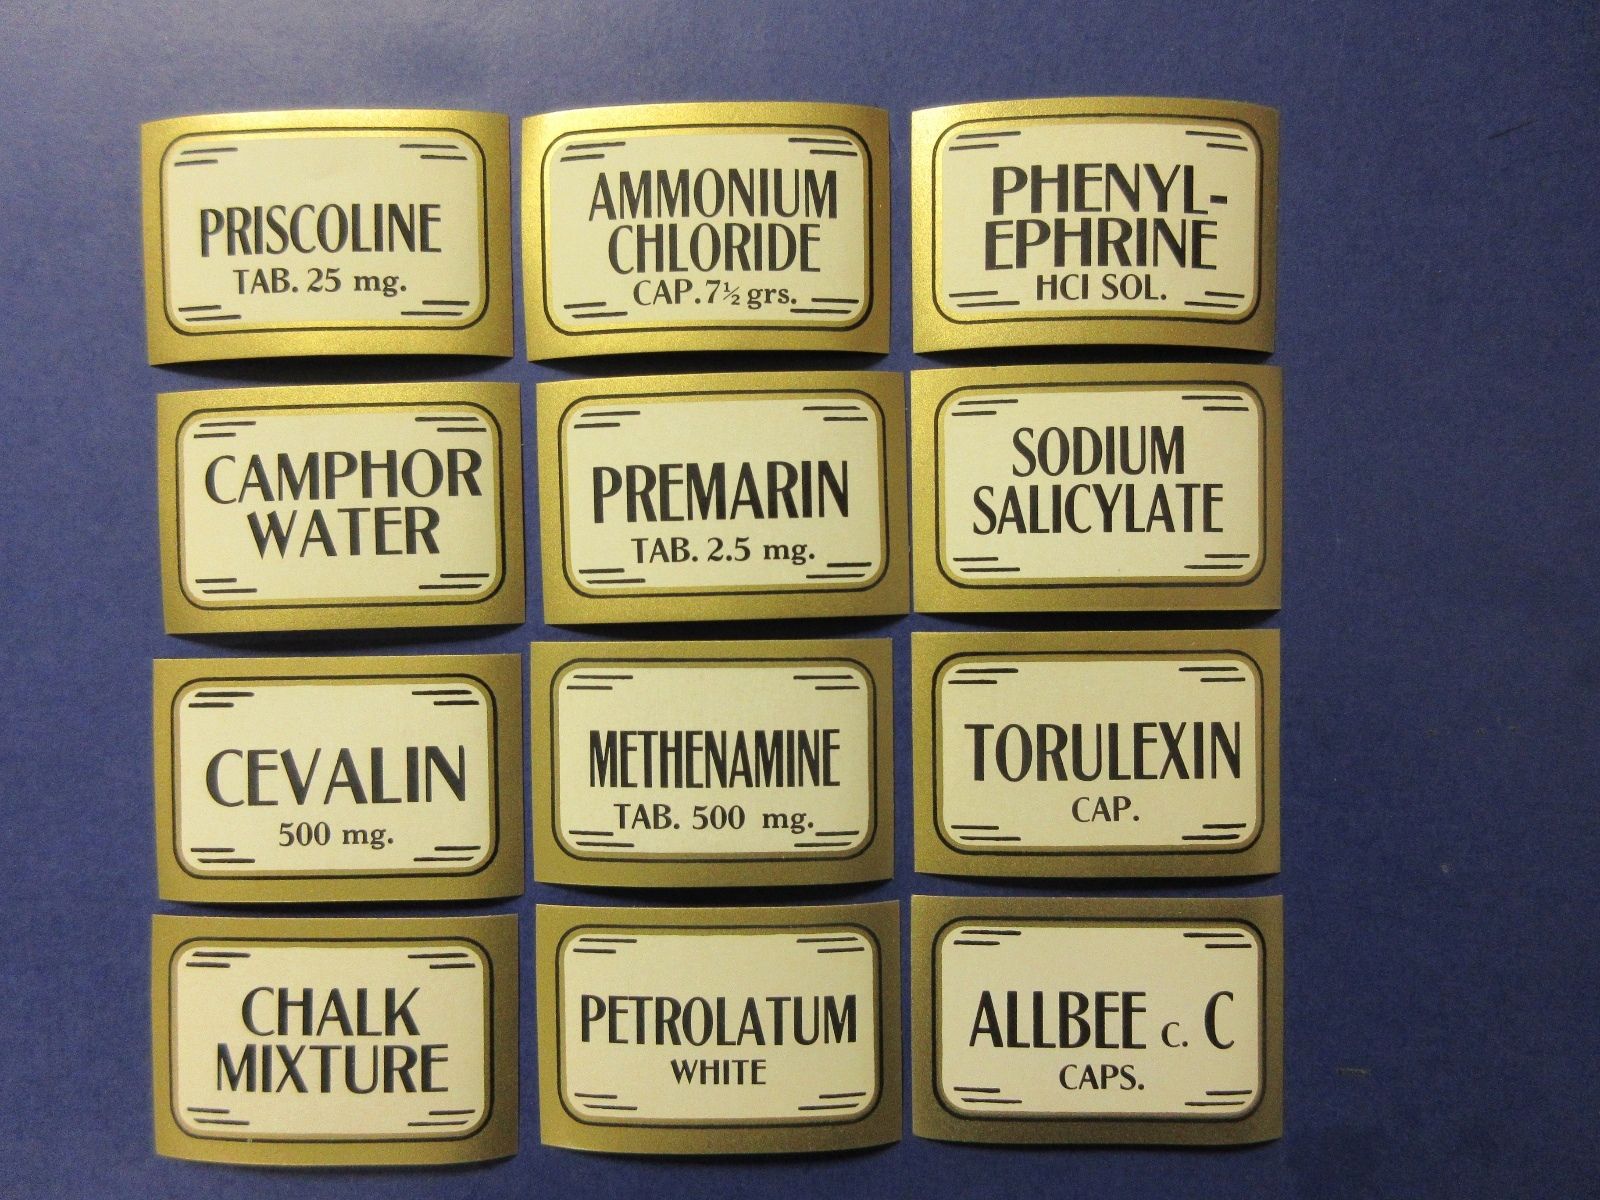 PRISCOLINE
TAB. 25 mg.
AMMONIUM
CHLORIDE
CAP. 7½ grs.
PHENYL-
EPHRINE
HCl SOL.
CAMPHOR
WATER
PREMARIN
TAB. 2.5 mg.
SODIUM
SALICYLATE
CEVALIN
500 mg.
METHENAMINE
TAB. 500 mg.
TORULEXIN
CAP.
CHALK
MIXTURE
PETROLATUM
WHITE
ALLBEE C. C
CAPS.